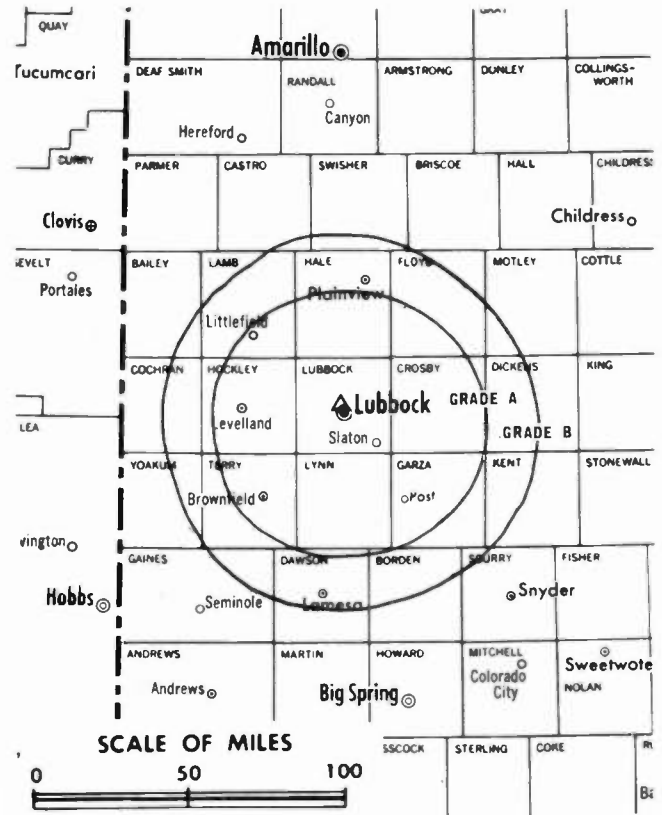 QUAY
Amarillo
Tucumcari
DEAF SMITH
RANDALL
ARMSTRONG
DONLEY
COLLINGS-
WORTH
Canyon
Hereford
CURRY
PARMER
CASTRO
SWISHER
BRISCOE
HALL
CHILDRESS
Clovis
Childress
EVELT
BAILEY
LAMB
HALE
FLOYD
MOTLEY
COTTLE
Portales
Plainview
Littlefield
COCHRAN
HOCKLEY
LUBBOCK
CROSBY
DICKENS
KING
Lubbock
GRADE A
GRADE B
Levelland
LEA
Slaton
YOAKUM
TERRY
LYNN
GARZA
KENT
STONEWALL
Brownfield
Post
vington
GAINES
DAWSON
BORDEN
SCURRY
FISHER
Hobbs
Seminole
Lamesa
Snyder
ANDREWS
MARTIN
HOWARD
MITCHELL
Colorado
City
Sweetwate
NOLAN
Andrews
Big Spring
SCALE OF MILES
0 50 100
SSCOCK
STERLING
COKE